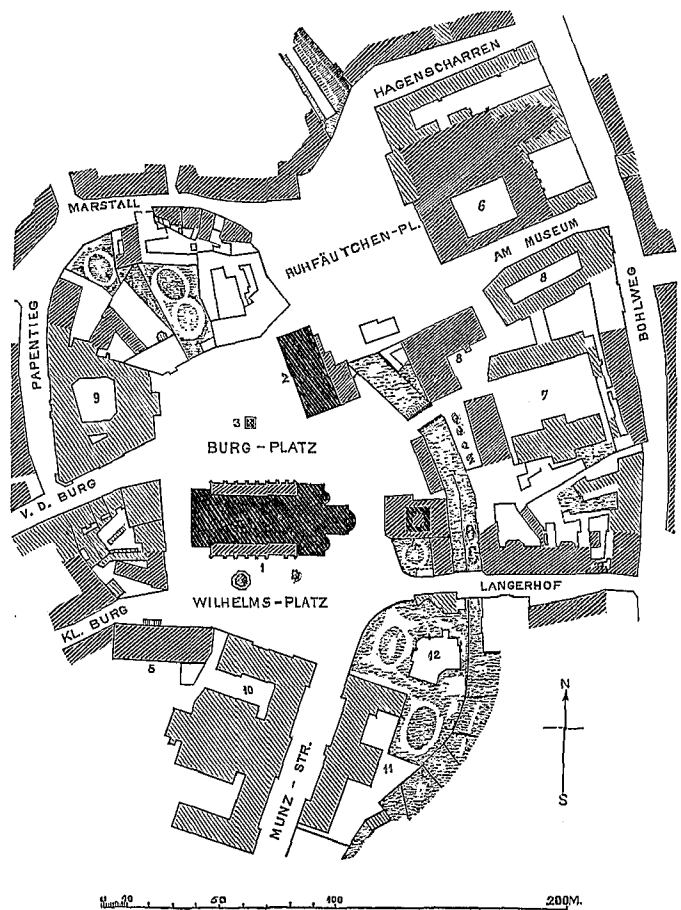 HAGENSCHARREN
MARSTALL
RUHFÄUTCHEN-PL.
6
AM MUSEUM
8
BOHLWEG
PAPENTIEG
9
2
8
7
3
BURG-PLATZ
V. D. BURG
1
WILHELMS-PLATZ
LANGERHOF
KL. BURG
5
12
10
11
MUNZ-STR.
N
S
50 100 200M.